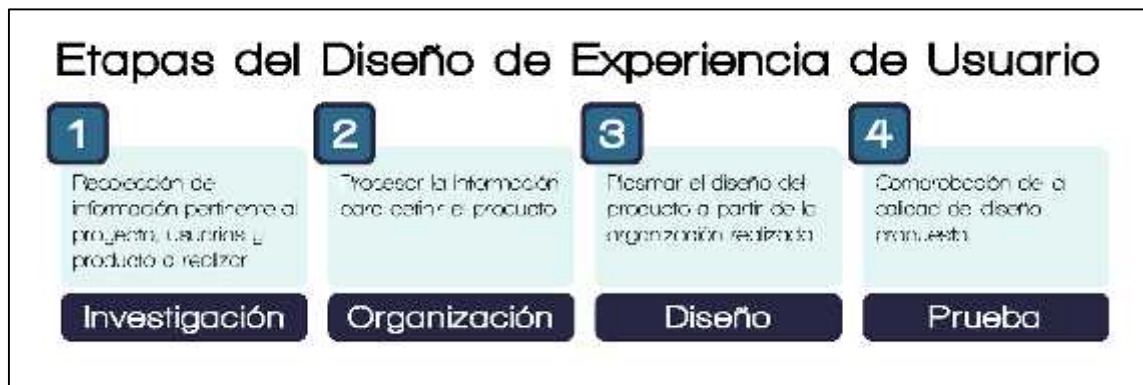 Etapas del Diseño de Experiencia de Usuario
1
Recolección de
información pertinente al
proyecto, usuarios y
producto a realizar
Investigación
2
Procesar la información
para definir el producto
Organización
3
Plasmar el diseño del
producto a partir de la
organización realizada
Diseño
4
Comprobación de la
calidad de diseño
propuesta
Prueba